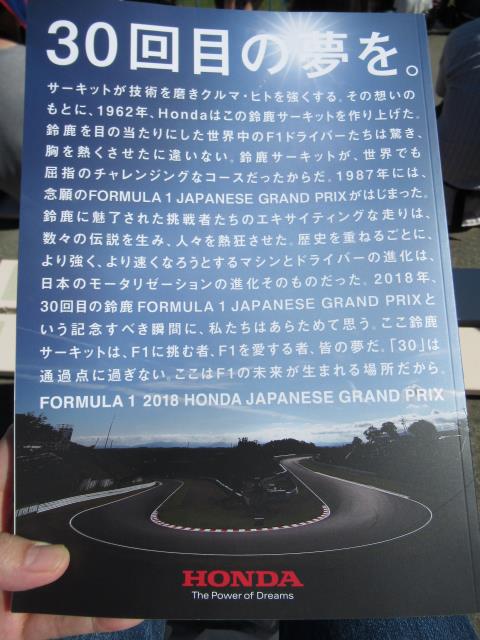 30回目の夢を。
サーキットが技術を磨きクルマ・ヒトを強くする。その想いの
もとに、1962年、Hondaはこの鈴鹿サーキットを作り上げた。
鈴鹿を目の当たりにした世界中のF1ドライバーたちは驚き、
胸を熱くさせたに違いない。鈴鹿サーキットが、世界でも
屈指のチャレンジングなコースだったからだ。1987年には、
念願のFORMULA 1 JAPANESE GRAND PRIXがはじまった。
鈴鹿に魅了された挑戦者たちのエキサイティングな走りは、
数々の伝説を生み、人々を熱狂させた。歴史を重ねるごとに、
より強く、より速くなろうとするマシンとドライバーの進化は、
日本のモータリゼーションの進化そのものだった。2018年、
30回目の鈴鹿FORMULA 1 JAPANESE GRAND PRIXと
いう記念すべき瞬間に、私たちはあらためて思う。ここ鈴鹿
サーキットは、F1に挑む者、F1を愛する者、皆の夢だ。「30」は
通過点に過ぎない。ここはF1の未来が生まれる場所だから。
FORMULA 1 2018 HONDA JAPANESE GRAND PRIX
HONDA
The Power of Dreams